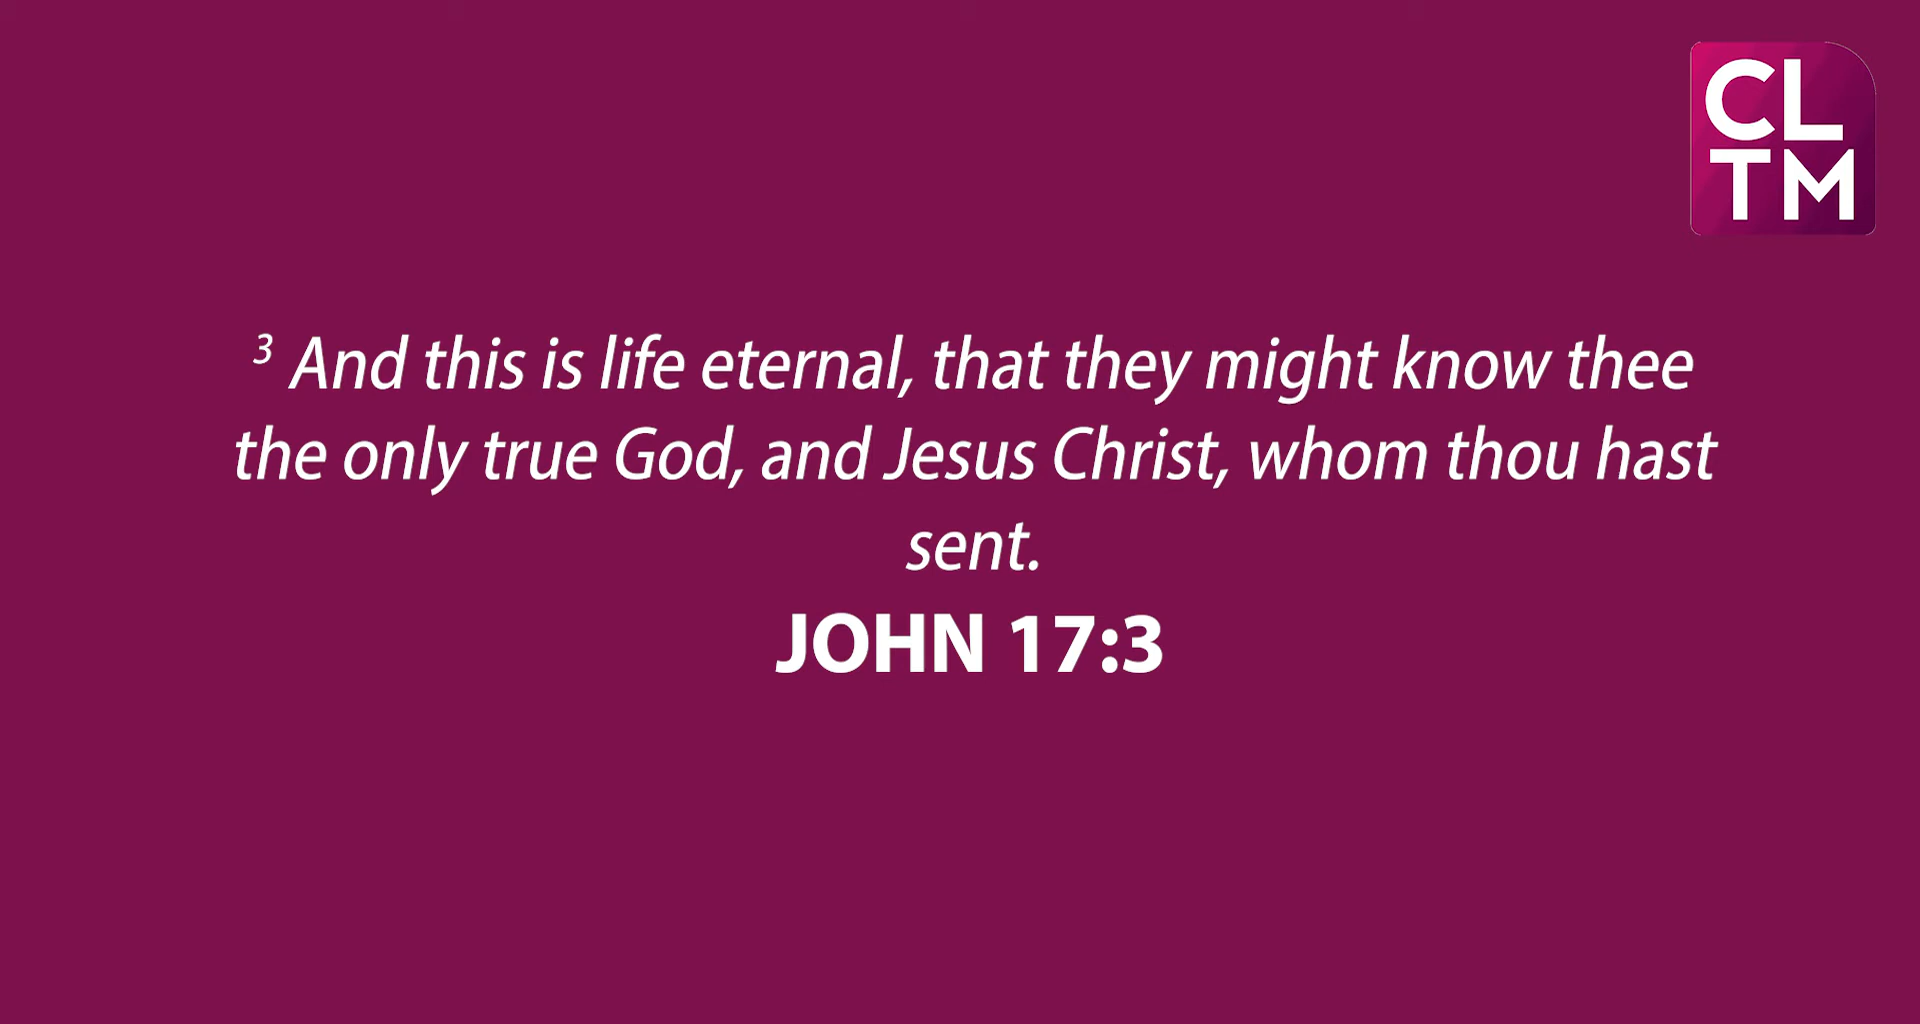 CL
TM
3 And this is life eternal, that they might know thee
the only true God, and Jesus Christ, whom thou hast
sent.
JOHN 17:3